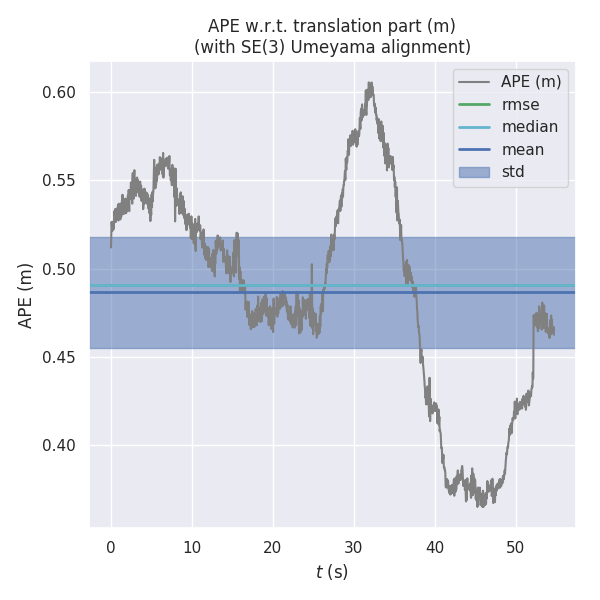 APE w.r.t. translation part (m)
(with SE(3) Umeyama alignment)
APE (m)
rmse
median
mean
std
APE (m)
0.60
0.55
0.50
0.45
0.40
0 10 20 30 40 50
t (s)